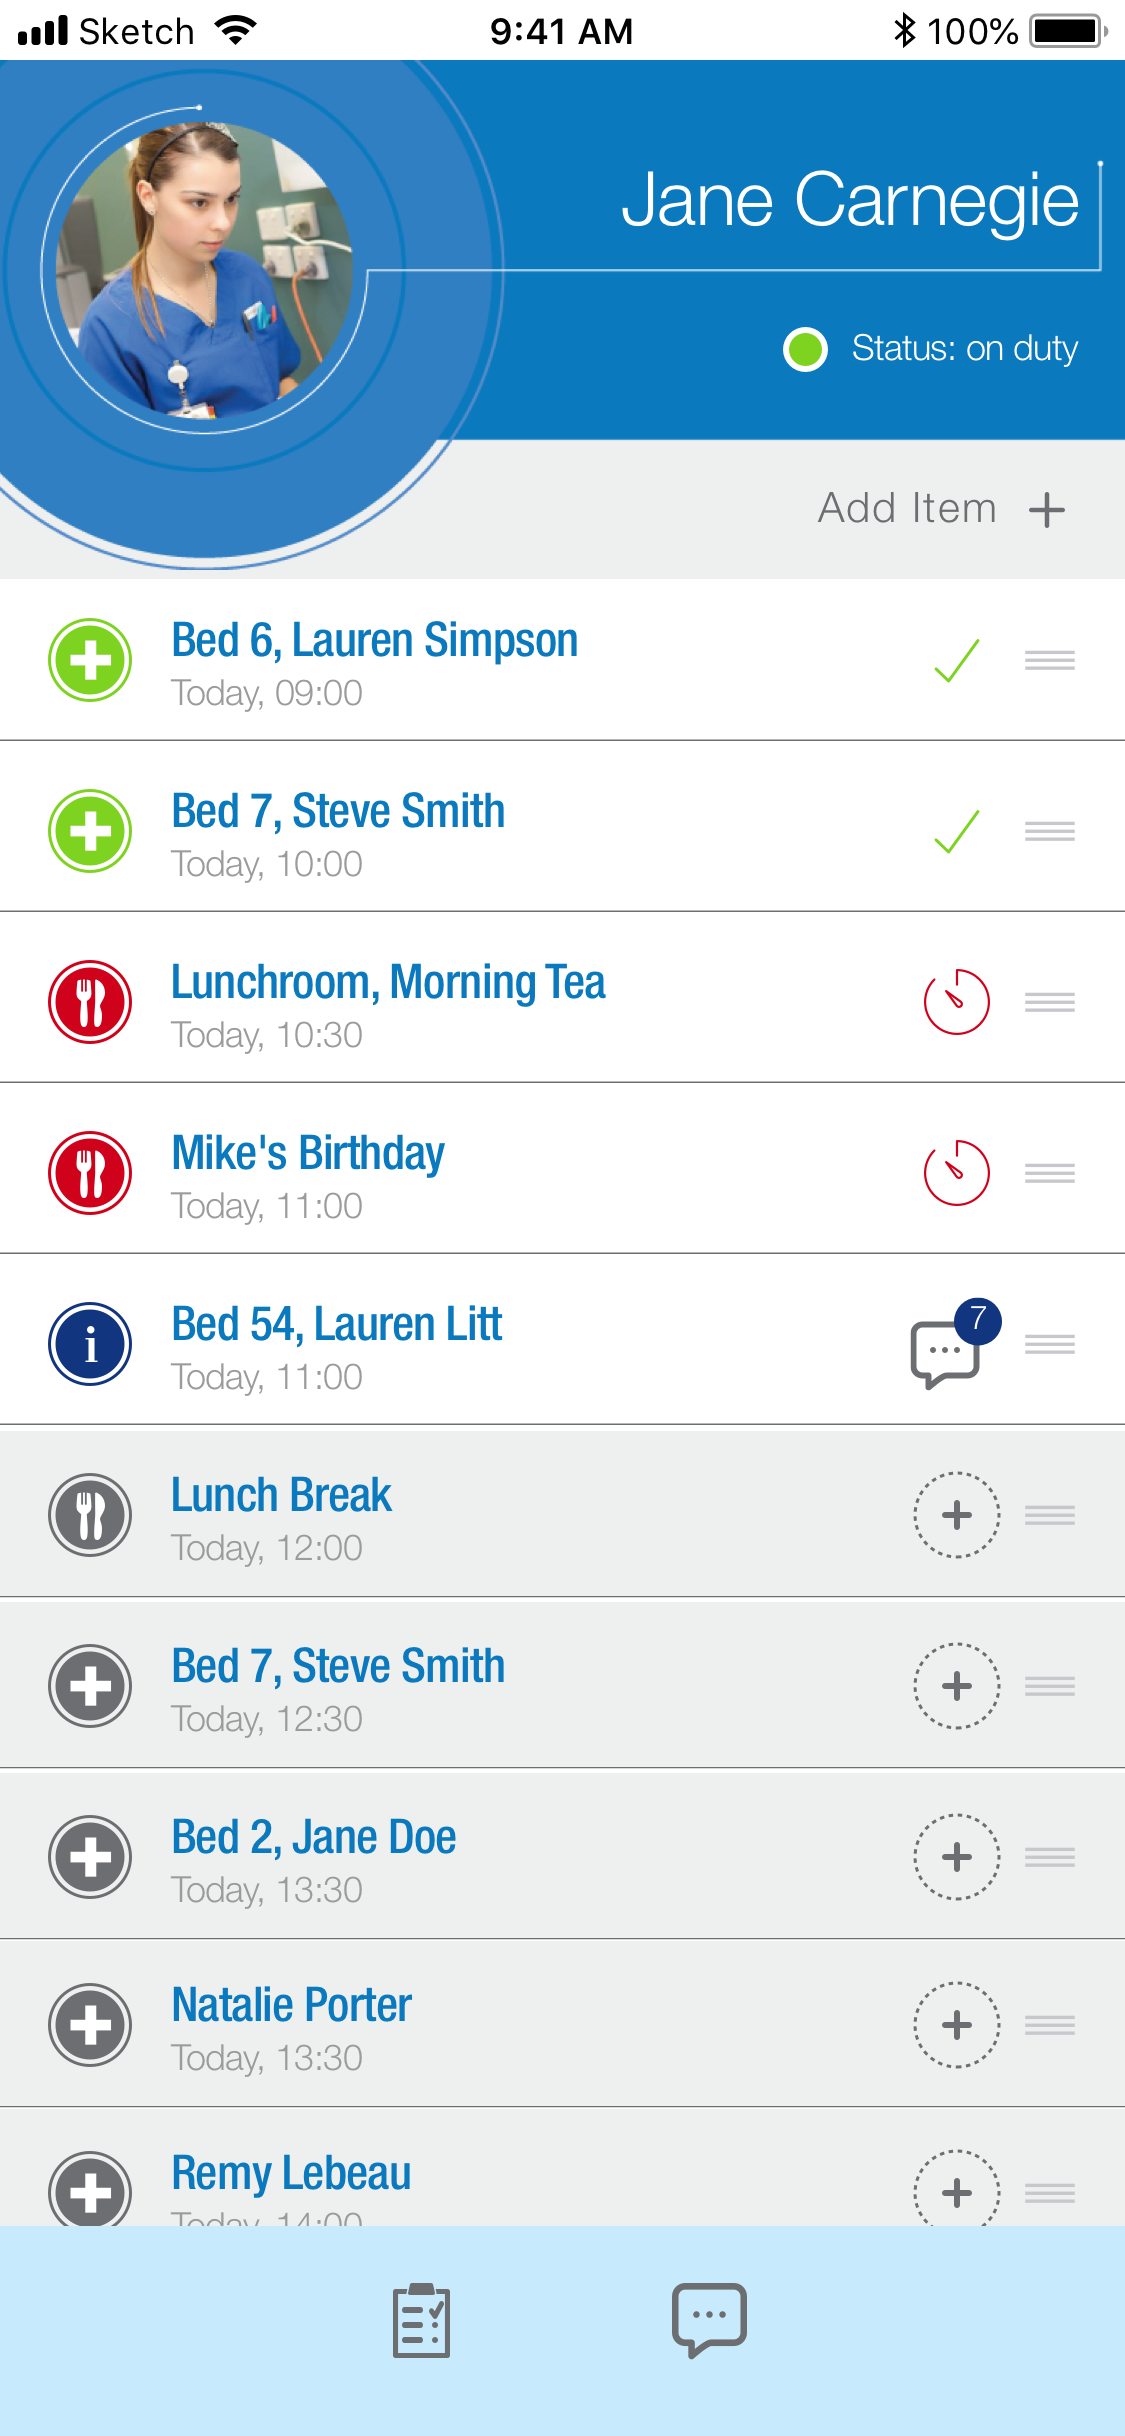 Sketch 9:41 AM 100%
Jane Carnegie
Status: on duty
Add Item
Bed 6, Lauren Simpson
Today, 09:00
Bed 7, Steve Smith
Today, 10:00
Lunchroom, Morning Tea
Today, 10:30
Mike's Birthday
Today, 11:00
Bed 54, Lauren Litt
7
Today, 11:00
Lunch Break
Today, 12:00
Bed 7, Steve Smith
Today, 12:30
Bed 2, Jane Doe
Today, 13:30
Natalie Porter
Today, 13:30
Remy Lebeau
Today, 14:00